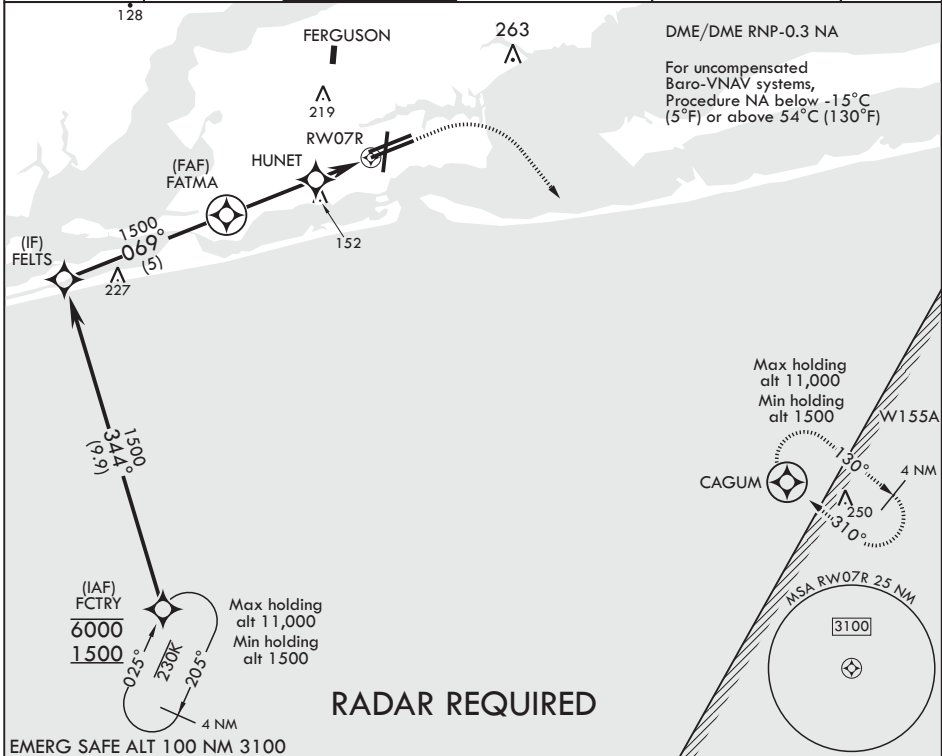 128
FERGUSON
263
DME/DME RNP-0.3 NA
For uncompensated
Baro-VNAV systems,
Procedure NA below -15°C
(5°F) or above 54°C (130°F)
219
RW07R
HUNET
(FAF)
FATMA
152
1500
069°
(5)
(IF)
FELTS
227
Max holding
alt 11,000
Min holding
alt 1500
W155A
130°
4 NM
CAGUM
250
310°
1500
344°
(9.9)
(IAF)
FCTRY
6000
1500
Max holding
alt 11,000
Min holding
alt 1500
025°
230K
205°
4 NM
MSA RW07R 25 NM
3100
RADAR REQUIRED
EMERG SAFE ALT 100 NM 3100